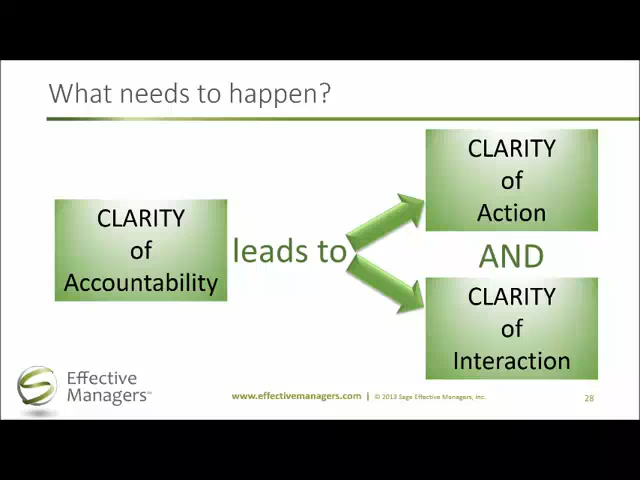 What needs to happen?
CLARITY
of
Accountability
leads to
CLARITY
of
Action
AND
CLARITY
of
Interaction
Effective
Managers
www.effectivemanagers.com | © 2013 Sage Effective Managers, Inc.
28